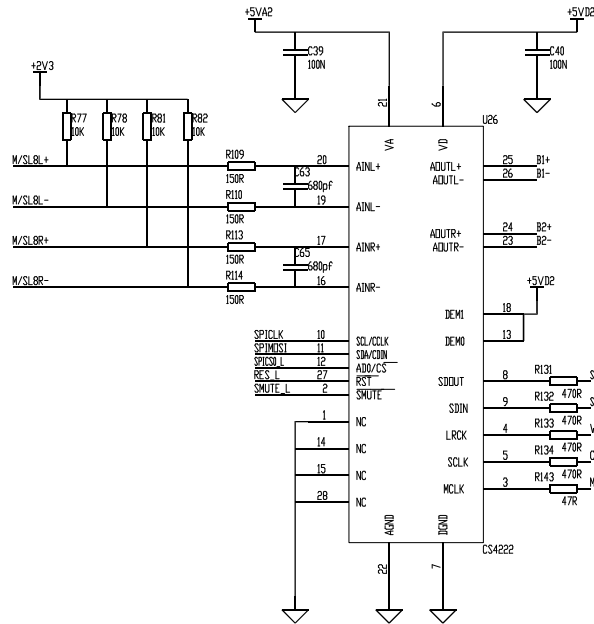 +5VA2
+5VD2
C39
100N
C40
100N
+2V3
R77
10K
R78
10K
R81
10K
R82
10K
21
6
U26
VA
VD
M/SL8L+
R109
150R
20
AINL+
C63
680pf
M/SL8L-
R110
150R
19
AINL-
M/SL8R+
R113
150R
17
AINR+
C65
680pf
M/SL8R-
R114
150R
16
AINR-
AOUTL+
25
B1+
AOUTL-
26
B1-
AOUTR+
24
B2+
AOUTR-
23
B2-
+5VD2
DEM1
18
DEM0
13
SPICLK
10
SCL/CCLK
SPIMOSI
11
SDA/CDIN
SPICS0_L
12
AD0/CS
RES_L
27
RST
SMUTE_L
2
SMUTE
1
NC
14
NC
15
NC
28
NC
SDOUT
8
R131
470R
S
SDIN
9
R132
470R
S
LRCK
4
R133
470R
SCLK
5
R134
470R
MCLK
3
R143
47R
M
AGND
DGND
22
7
CS4222